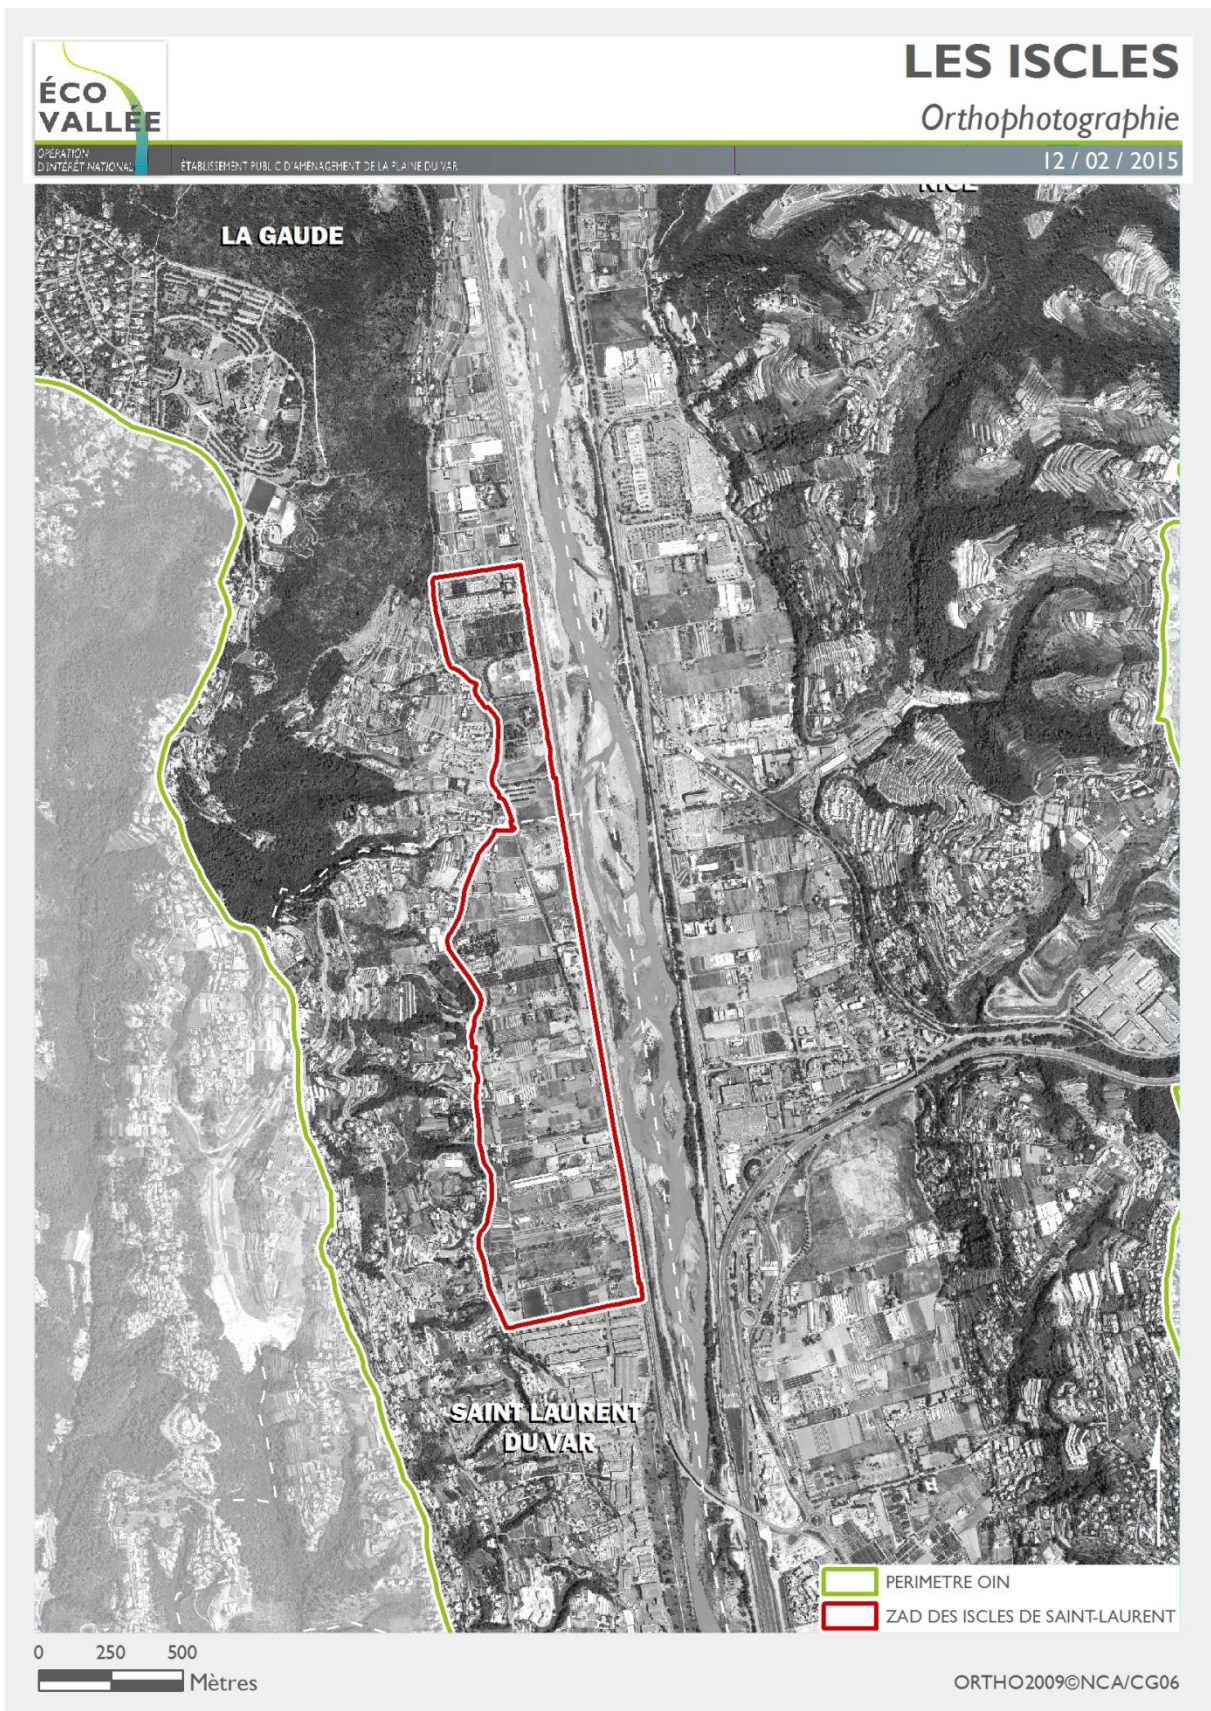 ÉCO
VALLÉE
OPÉRATION
D'INTÉRÊT NATIONAL
ÉTABLISSEMENT PUBLIC D'AMÉNAGEMENT DE LA PLAINE DU VAR
LES ISCLES
Orthophotographie
12 / 02 / 2015
NICE
LA GAUDE
SAINT LAURENT
DU VAR
N
PERIMETRE OIN
ZAD DES ISCLES DE SAINT-LAURENT
0 250 500
Mètres
ORTHO2009©NCA/CG06